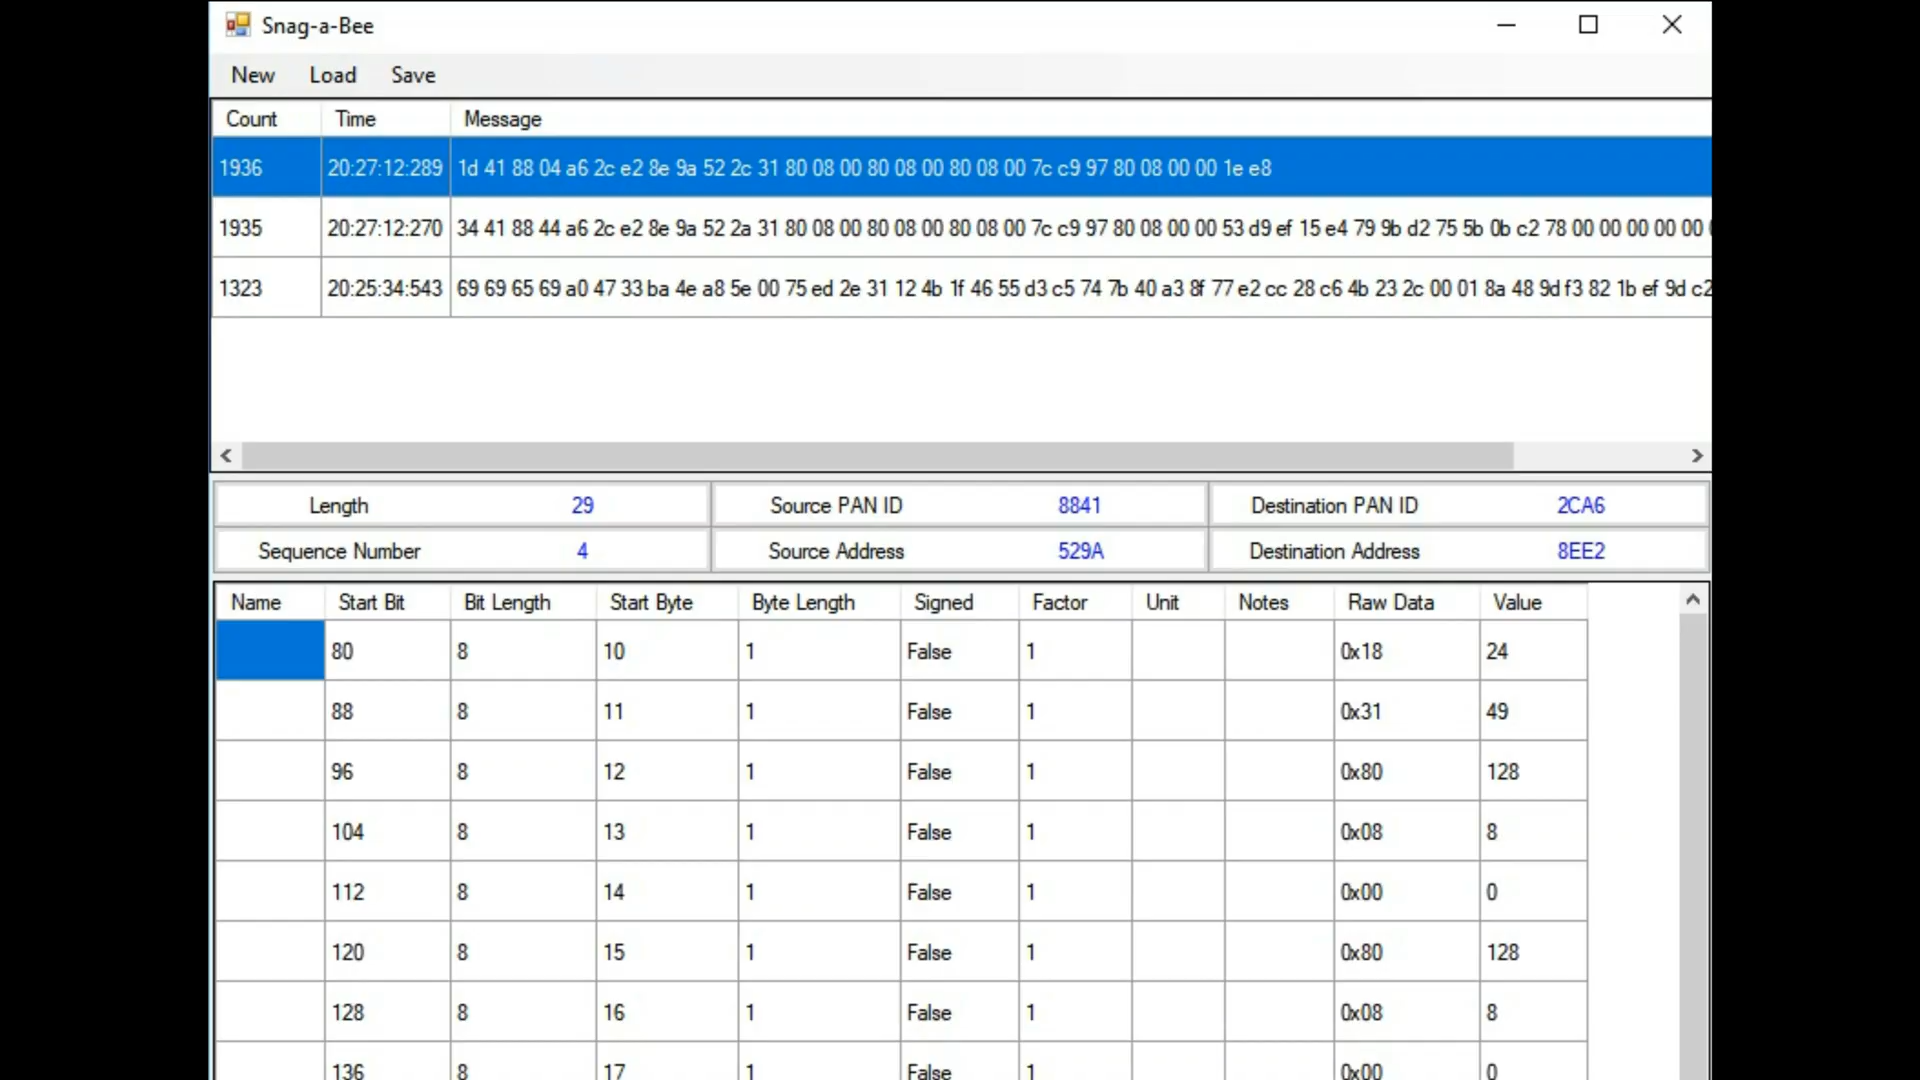 Snag-a-Bee
New Load Save
Count Time Message
1936 20:27:12:289 1d 41 88 04 a6 2c e2 8e 9a 52 2c 31 80 08 00 80 08 00 80 08 00 7c c9 97 80 08 00 00 1e e8
1935 20:27:12:270 34 41 88 44 a6 2c e2 8e 9a 52 2a 31 80 08 00 80 08 00 80 08 00 7c c9 97 80 08 00 00 53 d9 ef 15 e4 79 9b d2 75 5b 0b c2 78 00 00 00 00 00
1323 20:25:34:543 69 69 65 69 a0 47 33 ba 4e a8 5e 00 75 ed 2e 31 12 4b 1f 46 55 d3 c5 74 7b 40 a3 8f 77 e2 cc 28 c6 4b 23 2c 00 01 8a 48 9d f3 82 1b ef 9d c2
Length 29 Source PAN ID 8841 Destination PAN ID 2CA6
Sequence Number 4 Source Address 529A Destination Address 8EE2
Name Start Bit Bit Length Start Byte Byte Length Signed Factor Unit Notes Raw Data Value
80 8 10 1 False 1 0x18 24
88 8 11 1 False 1 0x31 49
96 8 12 1 False 1 0x80 128
104 8 13 1 False 1 0x08 8
112 8 14 1 False 1 0x00 0
120 8 15 1 False 1 0x80 128
128 8 16 1 False 1 0x08 8
136 8 17 1 False 1 0x00 0